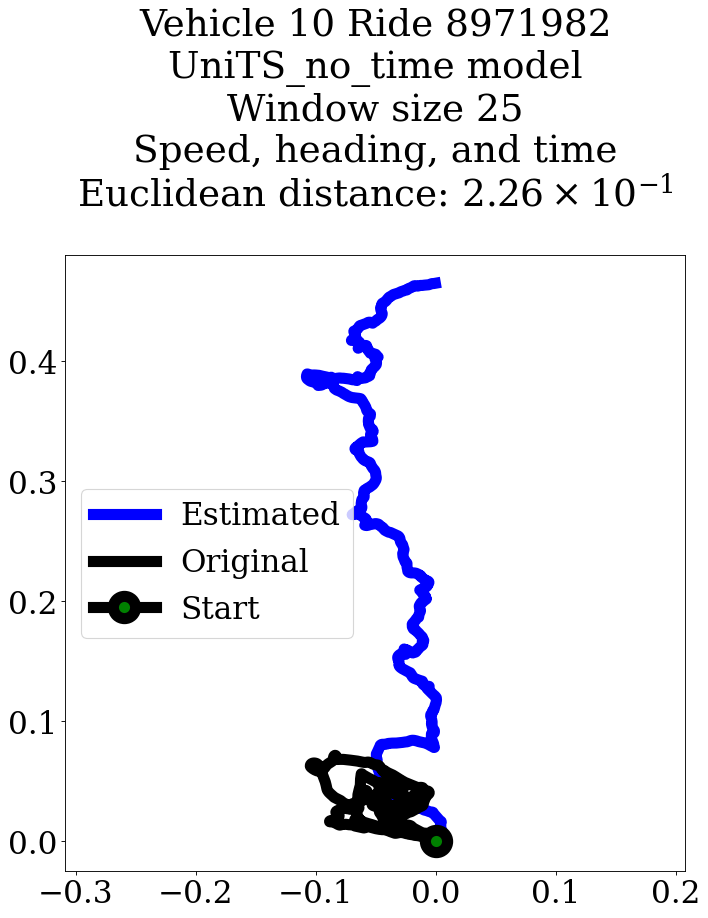 Vehicle 10 Ride 8971982
UniTS_no_time model
Window size 25
Speed, heading, and time
Euclidean distance: 2.26 × 10⁻¹
0.4
0.3
0.2
0.1
0.0
Estimated
Original
Start
−0.3 −0.2 −0.1 0.0 0.1 0.2